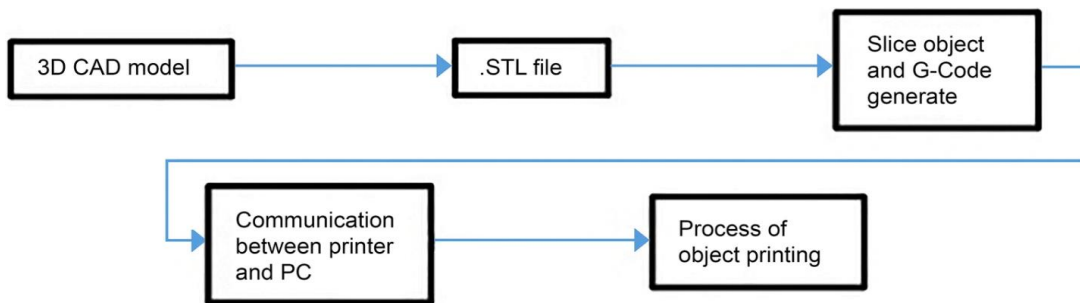 3D CAD model
.STL file
Slice object
and G-Code
generate
Communication
between printer
and PC
Process of
object printing